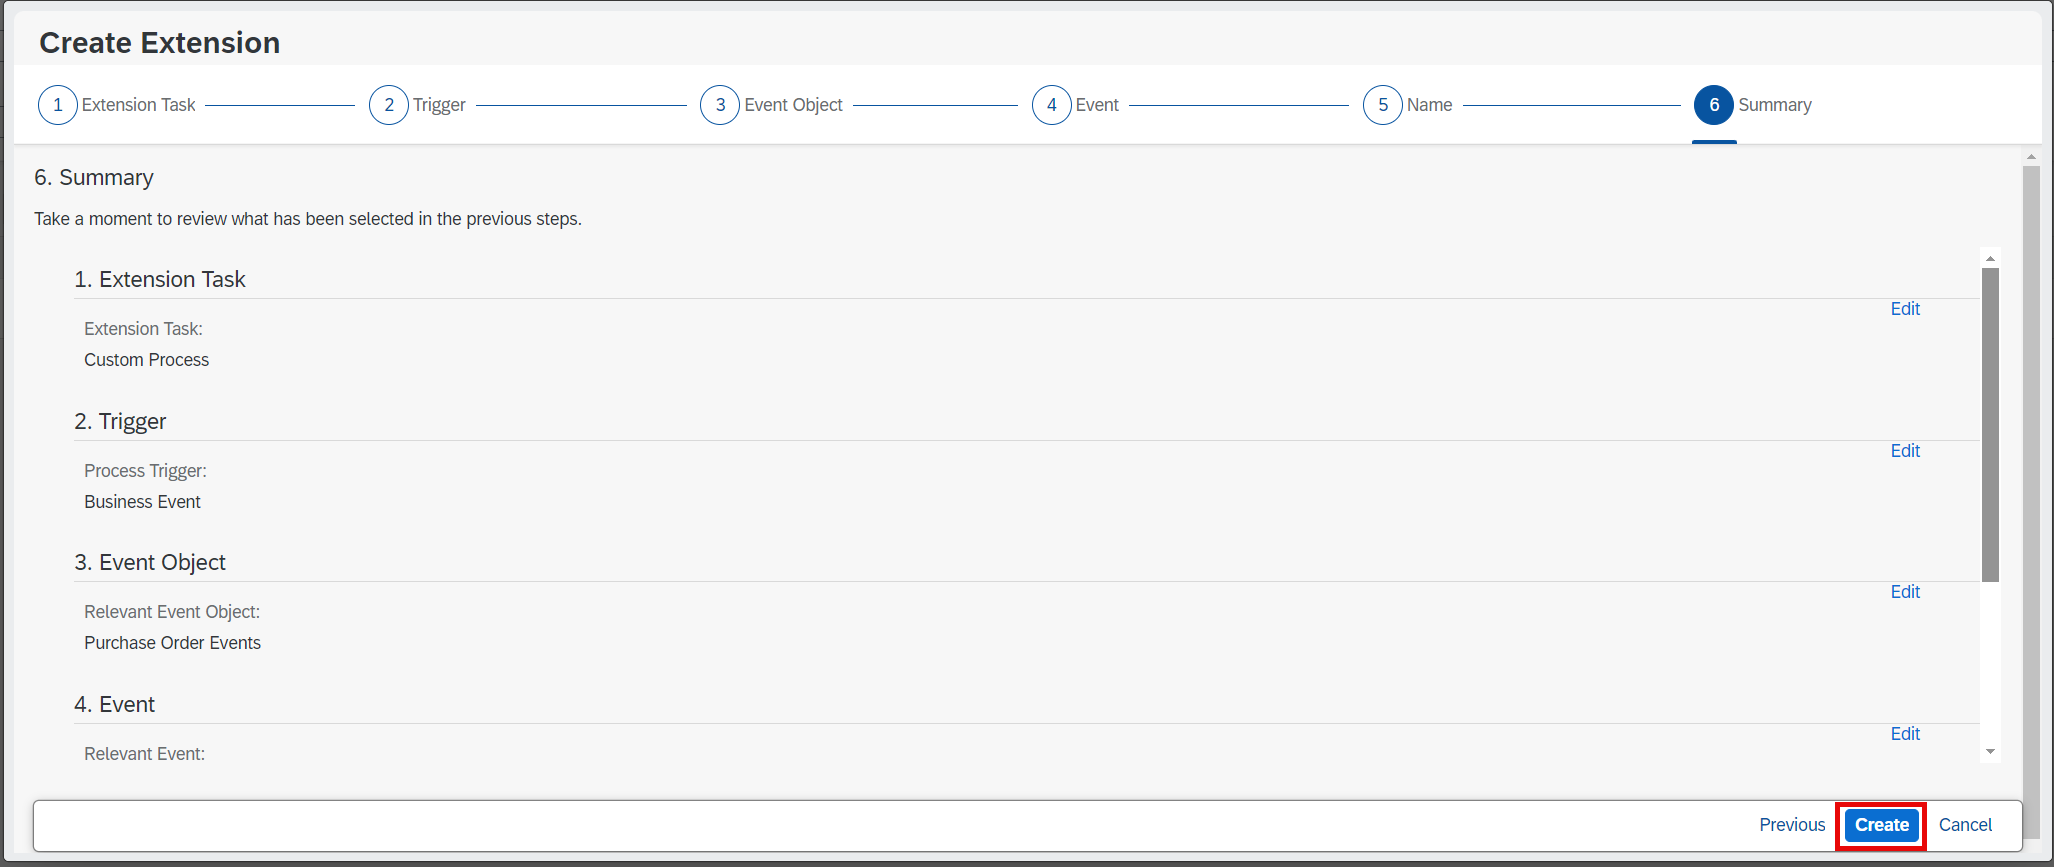 Create Extension
1 Extension Task 2 Trigger 3 Event Object 4 Event 5 Name 6 Summary
6. Summary
Take a moment to review what has been selected in the previous steps.
1. Extension Task
Edit
Extension Task:
Custom Process
2. Trigger
Edit
Process Trigger:
Business Event
3. Event Object
Edit
Relevant Event Object:
Purchase Order Events
4. Event
Edit
Relevant Event:
Previous Create Cancel